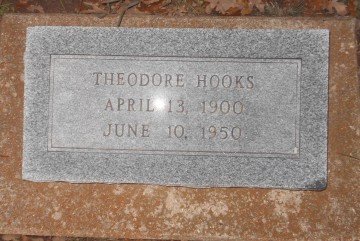 THEODORE HOOKS
APRIL 13, 1900
JUNE 10, 1950